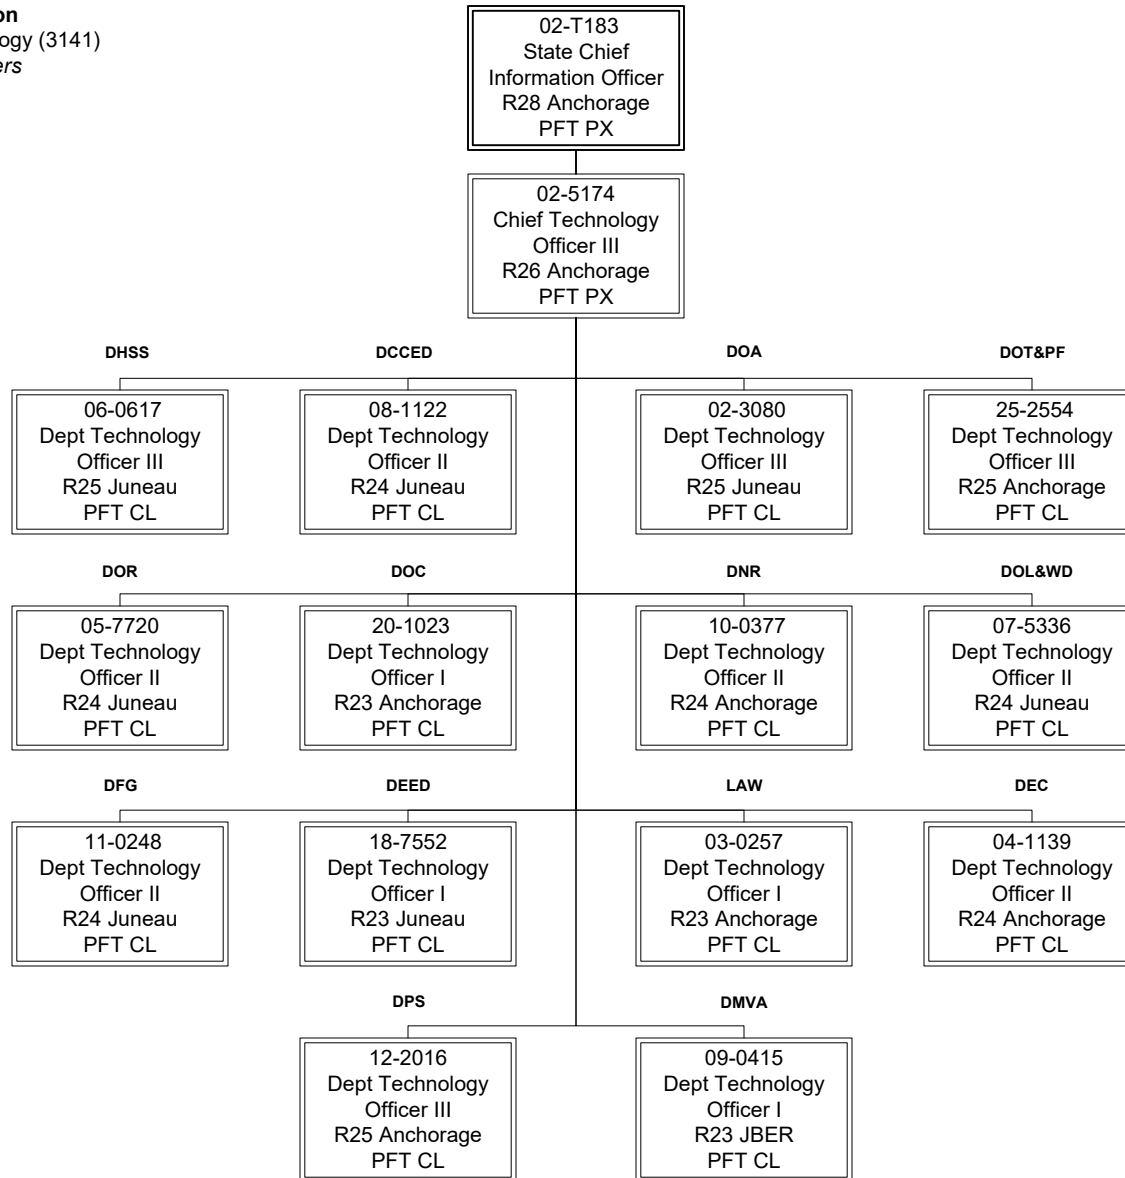 on
ogy (3141)
ers
02-T183
State Chief
Information Officer
R28 Anchorage
PFT PX
02-5174
Chief Technology
Officer III
R26 Anchorage
PFT PX
DHSS
06-0617
Dept Technology
Officer III
R25 Juneau
PFT CL
DCCED
08-1122
Dept Technology
Officer II
R24 Juneau
PFT CL
DOA
02-3080
Dept Technology
Officer III
R25 Juneau
PFT CL
DOT&PF
25-2554
Dept Technology
Officer III
R25 Anchorage
PFT CL
DOR
05-7720
Dept Technology
Officer II
R24 Juneau
PFT CL
DOC
20-1023
Dept Technology
Officer I
R23 Anchorage
PFT CL
DNR
10-0377
Dept Technology
Officer II
R24 Anchorage
PFT CL
DOL&WD
07-5336
Dept Technology
Officer II
R24 Juneau
PFT CL
DFG
11-0248
Dept Technology
Officer II
R24 Juneau
PFT CL
DEED
18-7552
Dept Technology
Officer I
R23 Juneau
PFT CL
LAW
03-0257
Dept Technology
Officer I
R23 Anchorage
PFT CL
DEC
04-1139
Dept Technology
Officer II
R24 Anchorage
PFT CL
DPS
12-2016
Dept Technology
Officer III
R25 Anchorage
PFT CL
DMVA
09-0415
Dept Technology
Officer I
R23 JBER
PFT CL